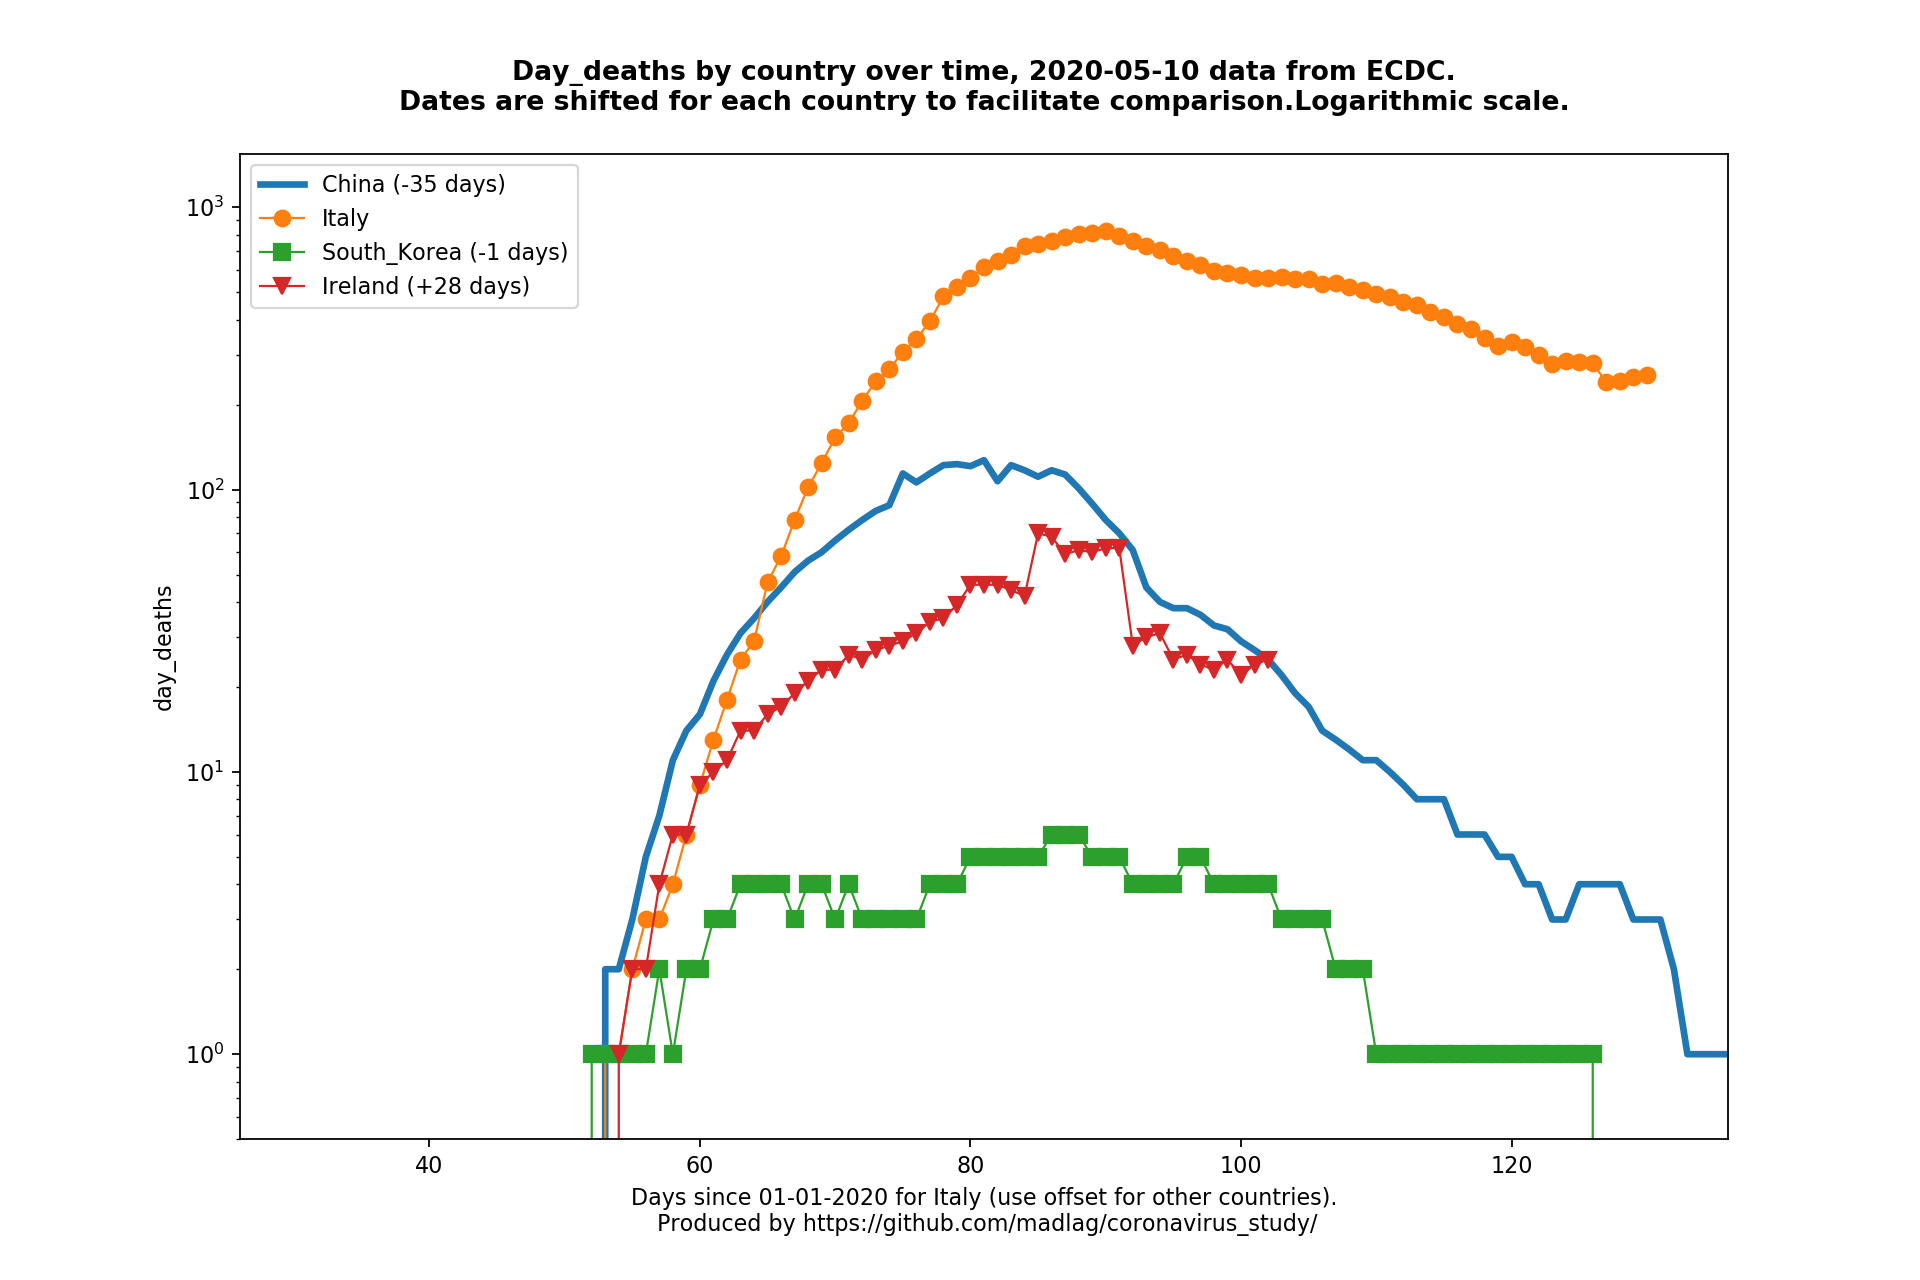 Day_deaths by country over time, 2020-05-10 data from ECDC.
Dates are shifted for each country to facilitate comparison.Logarithmic scale.
China (-35 days)
Italy
South_Korea (-1 days)
Ireland (+28 days)
10³
10²
10¹
10⁰
day_deaths
40 60 80 100 120
Days since 01-01-2020 for Italy (use offset for other countries).
Produced by https://github.com/madlag/coronavirus_study/